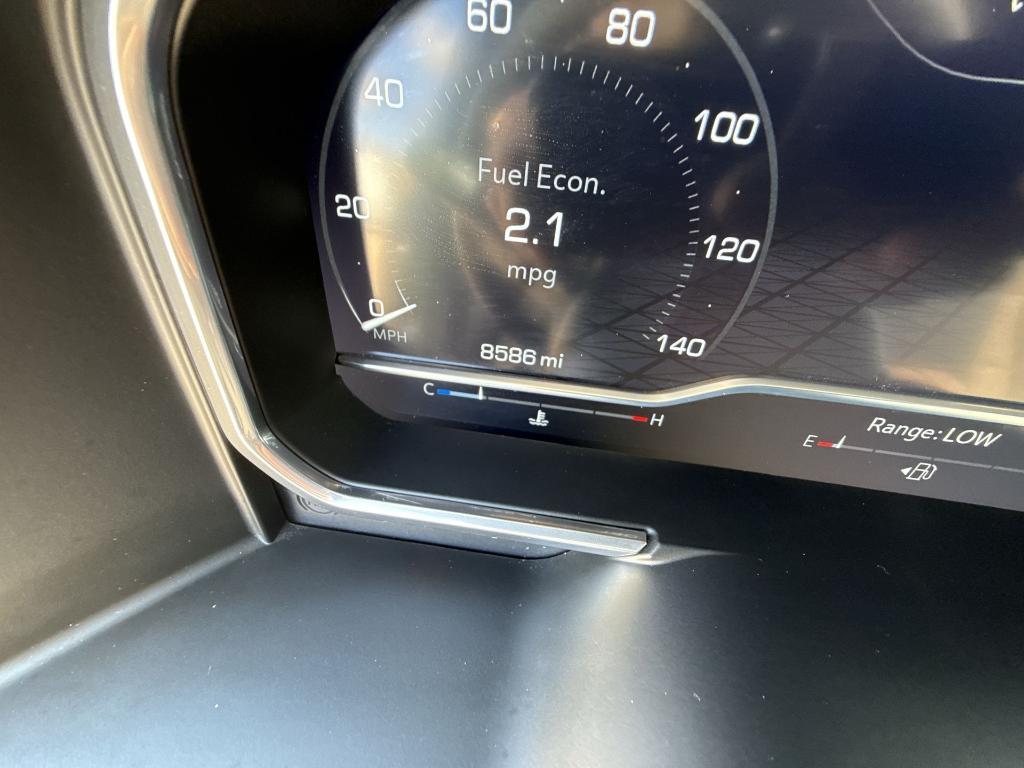 60
80
40
100
Fuel Econ.
20
2.1
120
mpg
0
MPH
8586 mi
140
C
H
Range: LOW
E